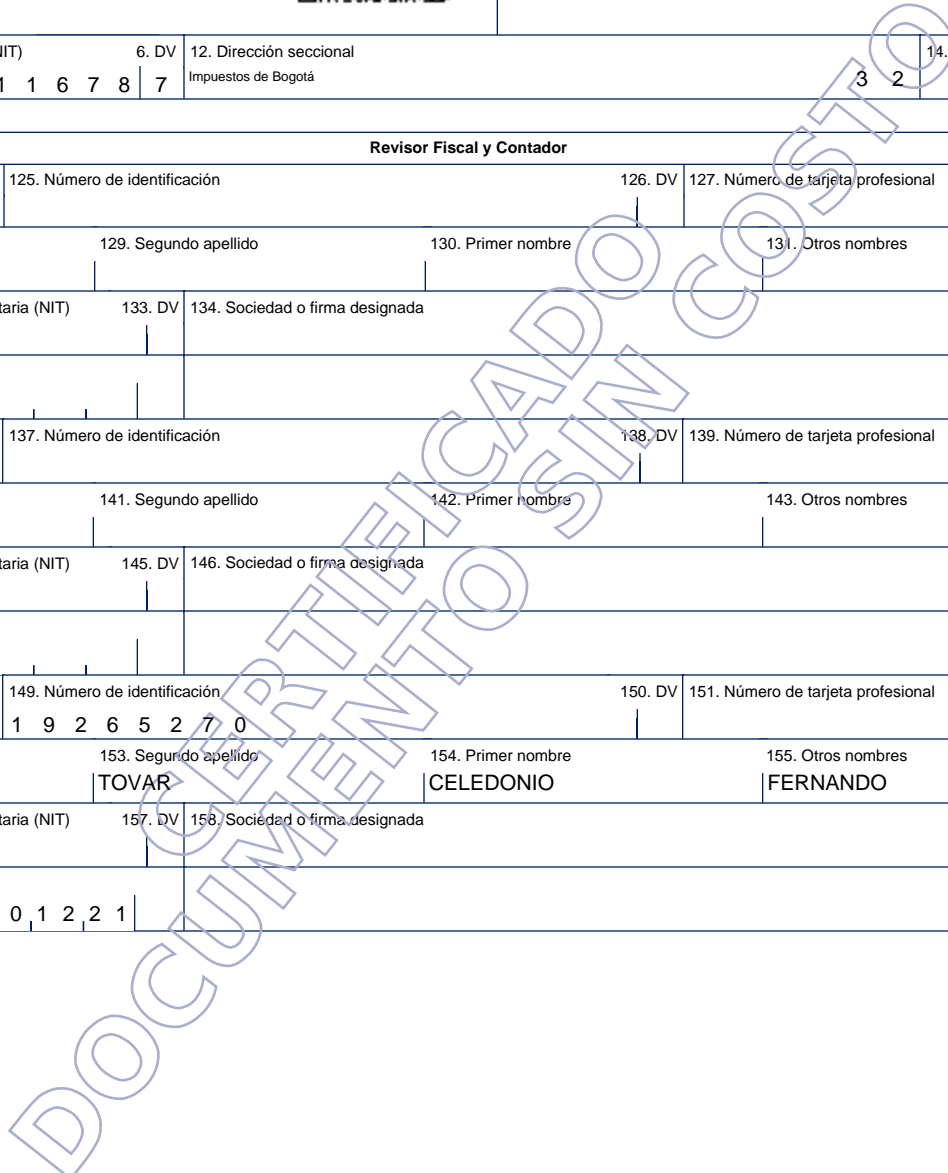 6. DV 12. Dirección seccional 14.
1 6 7 8 7 Impuestos de Bogotá 3 2
Revisor Fiscal y Contador
125. Número de identificación 126. DV 127. Número de tarjeta profesional
129. Segundo apellido 130. Primer nombre 131. Otros nombres
(NIT) 133. DV 134. Sociedad o firma designada
137. Número de identificación 138. DV 139. Número de tarjeta profesional
141. Segundo apellido 142. Primer nombre 143. Otros nombres
(NIT) 145. DV 146. Sociedad o firma designada
149. Número de identificación 150. DV 151. Número de tarjeta profesional
1 9 2 6 5 2 7 0
153. Segundo apellido 154. Primer nombre 155. Otros nombres
TOVAR CELEDONIO FERNANDO
(NIT) 157. DV 158. Sociedad o firma designada
0 1 2 2 1
CERTIFICADO
DOCUMENTO SIN COSTO